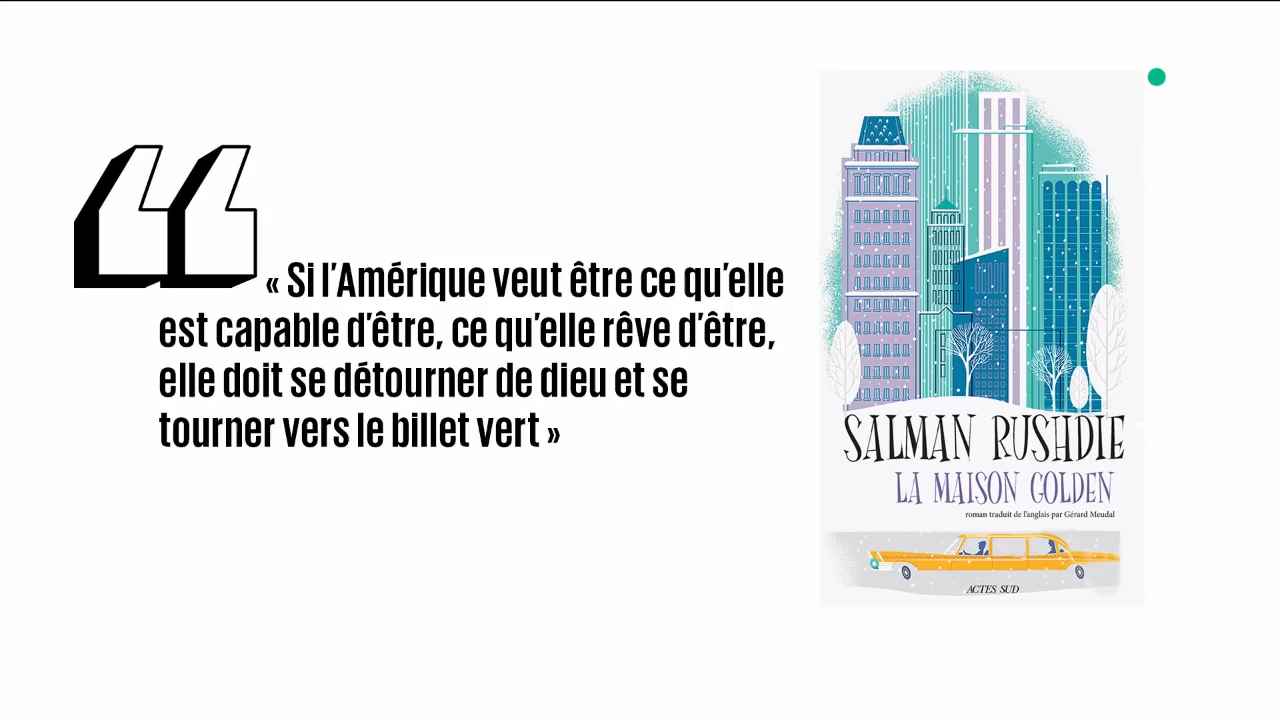 « Si l’Amérique veut être ce qu’elle
est capable d’être, ce qu’elle rêve d’être,
elle doit se détourner de dieu et se
tourner vers le billet vert »
SALMAN RUSHDIE
LA MAISON GOLDEN
roman traduit de l’anglais par Gérard Meudal
ACTES SUD